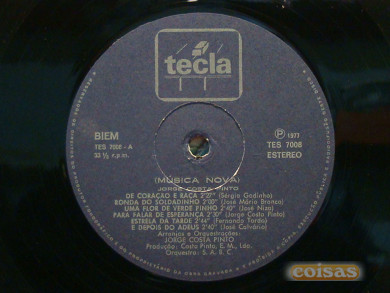 tecla
BIEM
TES 7008 - A
33 ⅓ r.p.m.
Ⓟ 1977
TES 7008
ESTEREO
(MÚSICA NOVA)
JORGE COSTA PINTO
DE CORAÇÃO E RAÇA 2'27" (Sérgio Godinho)
RONDA DO SOLDADINHO 2'00" (José Mário Branco)
UMA FLOR DE VERDE PINHO 2'40" (José Niza)
PARA FALAR DE ESPERANÇA 2'30" (Jorge Costa Pinto)
ESTRELA DA TARDE 2'44" (Fernando Tordo)
E DEPOIS DO ADEUS 2'40" (José Calvário)
Arranjos e Orquestrações:
JORGE COSTA PINTO
Produção: Costa Pinto, E. M., Lda.
Orquestra: S. A. B. C.
coisas